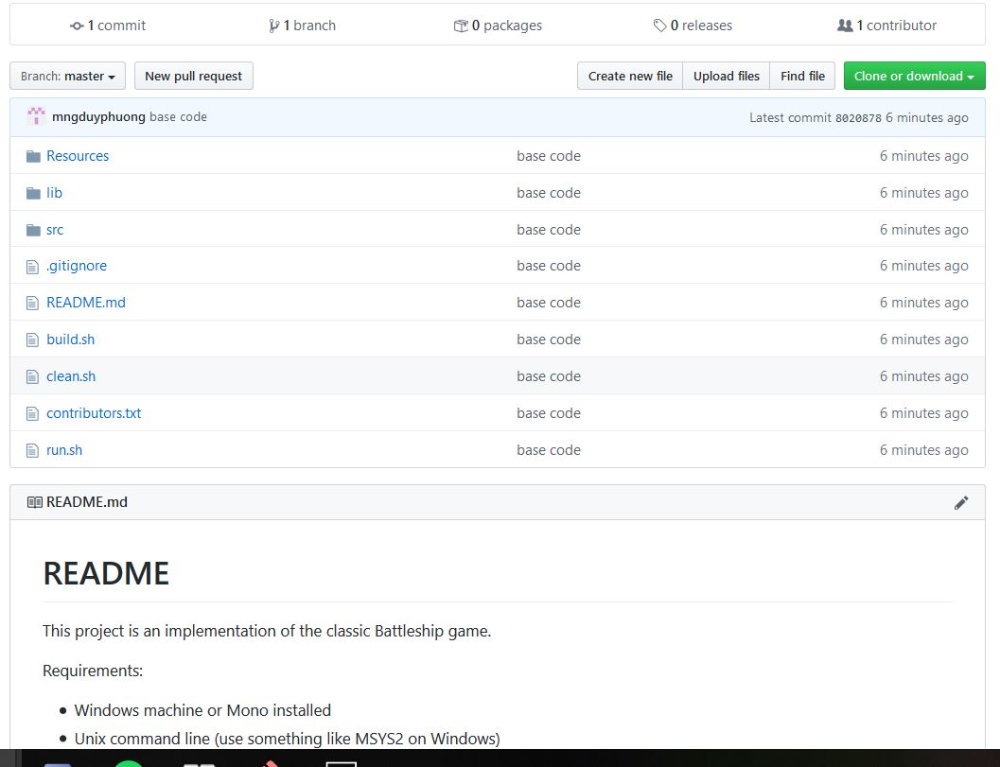 1 commit 1 branch 0 packages 0 releases 1 contributor
Branch: master New pull request Create new file Upload files Find file Clone or download
mngduyphuong base code Latest commit 8020878 6 minutes ago
Resources base code 6 minutes ago
lib base code 6 minutes ago
src base code 6 minutes ago
.gitignore base code 6 minutes ago
README.md base code 6 minutes ago
build.sh base code 6 minutes ago
clean.sh base code 6 minutes ago
contributors.txt base code 6 minutes ago
run.sh base code 6 minutes ago
README.md
README
This project is an implementation of the classic Battleship game.
Requirements:
• Windows machine or Mono installed
• Unix command line (use something like MSYS2 on Windows)